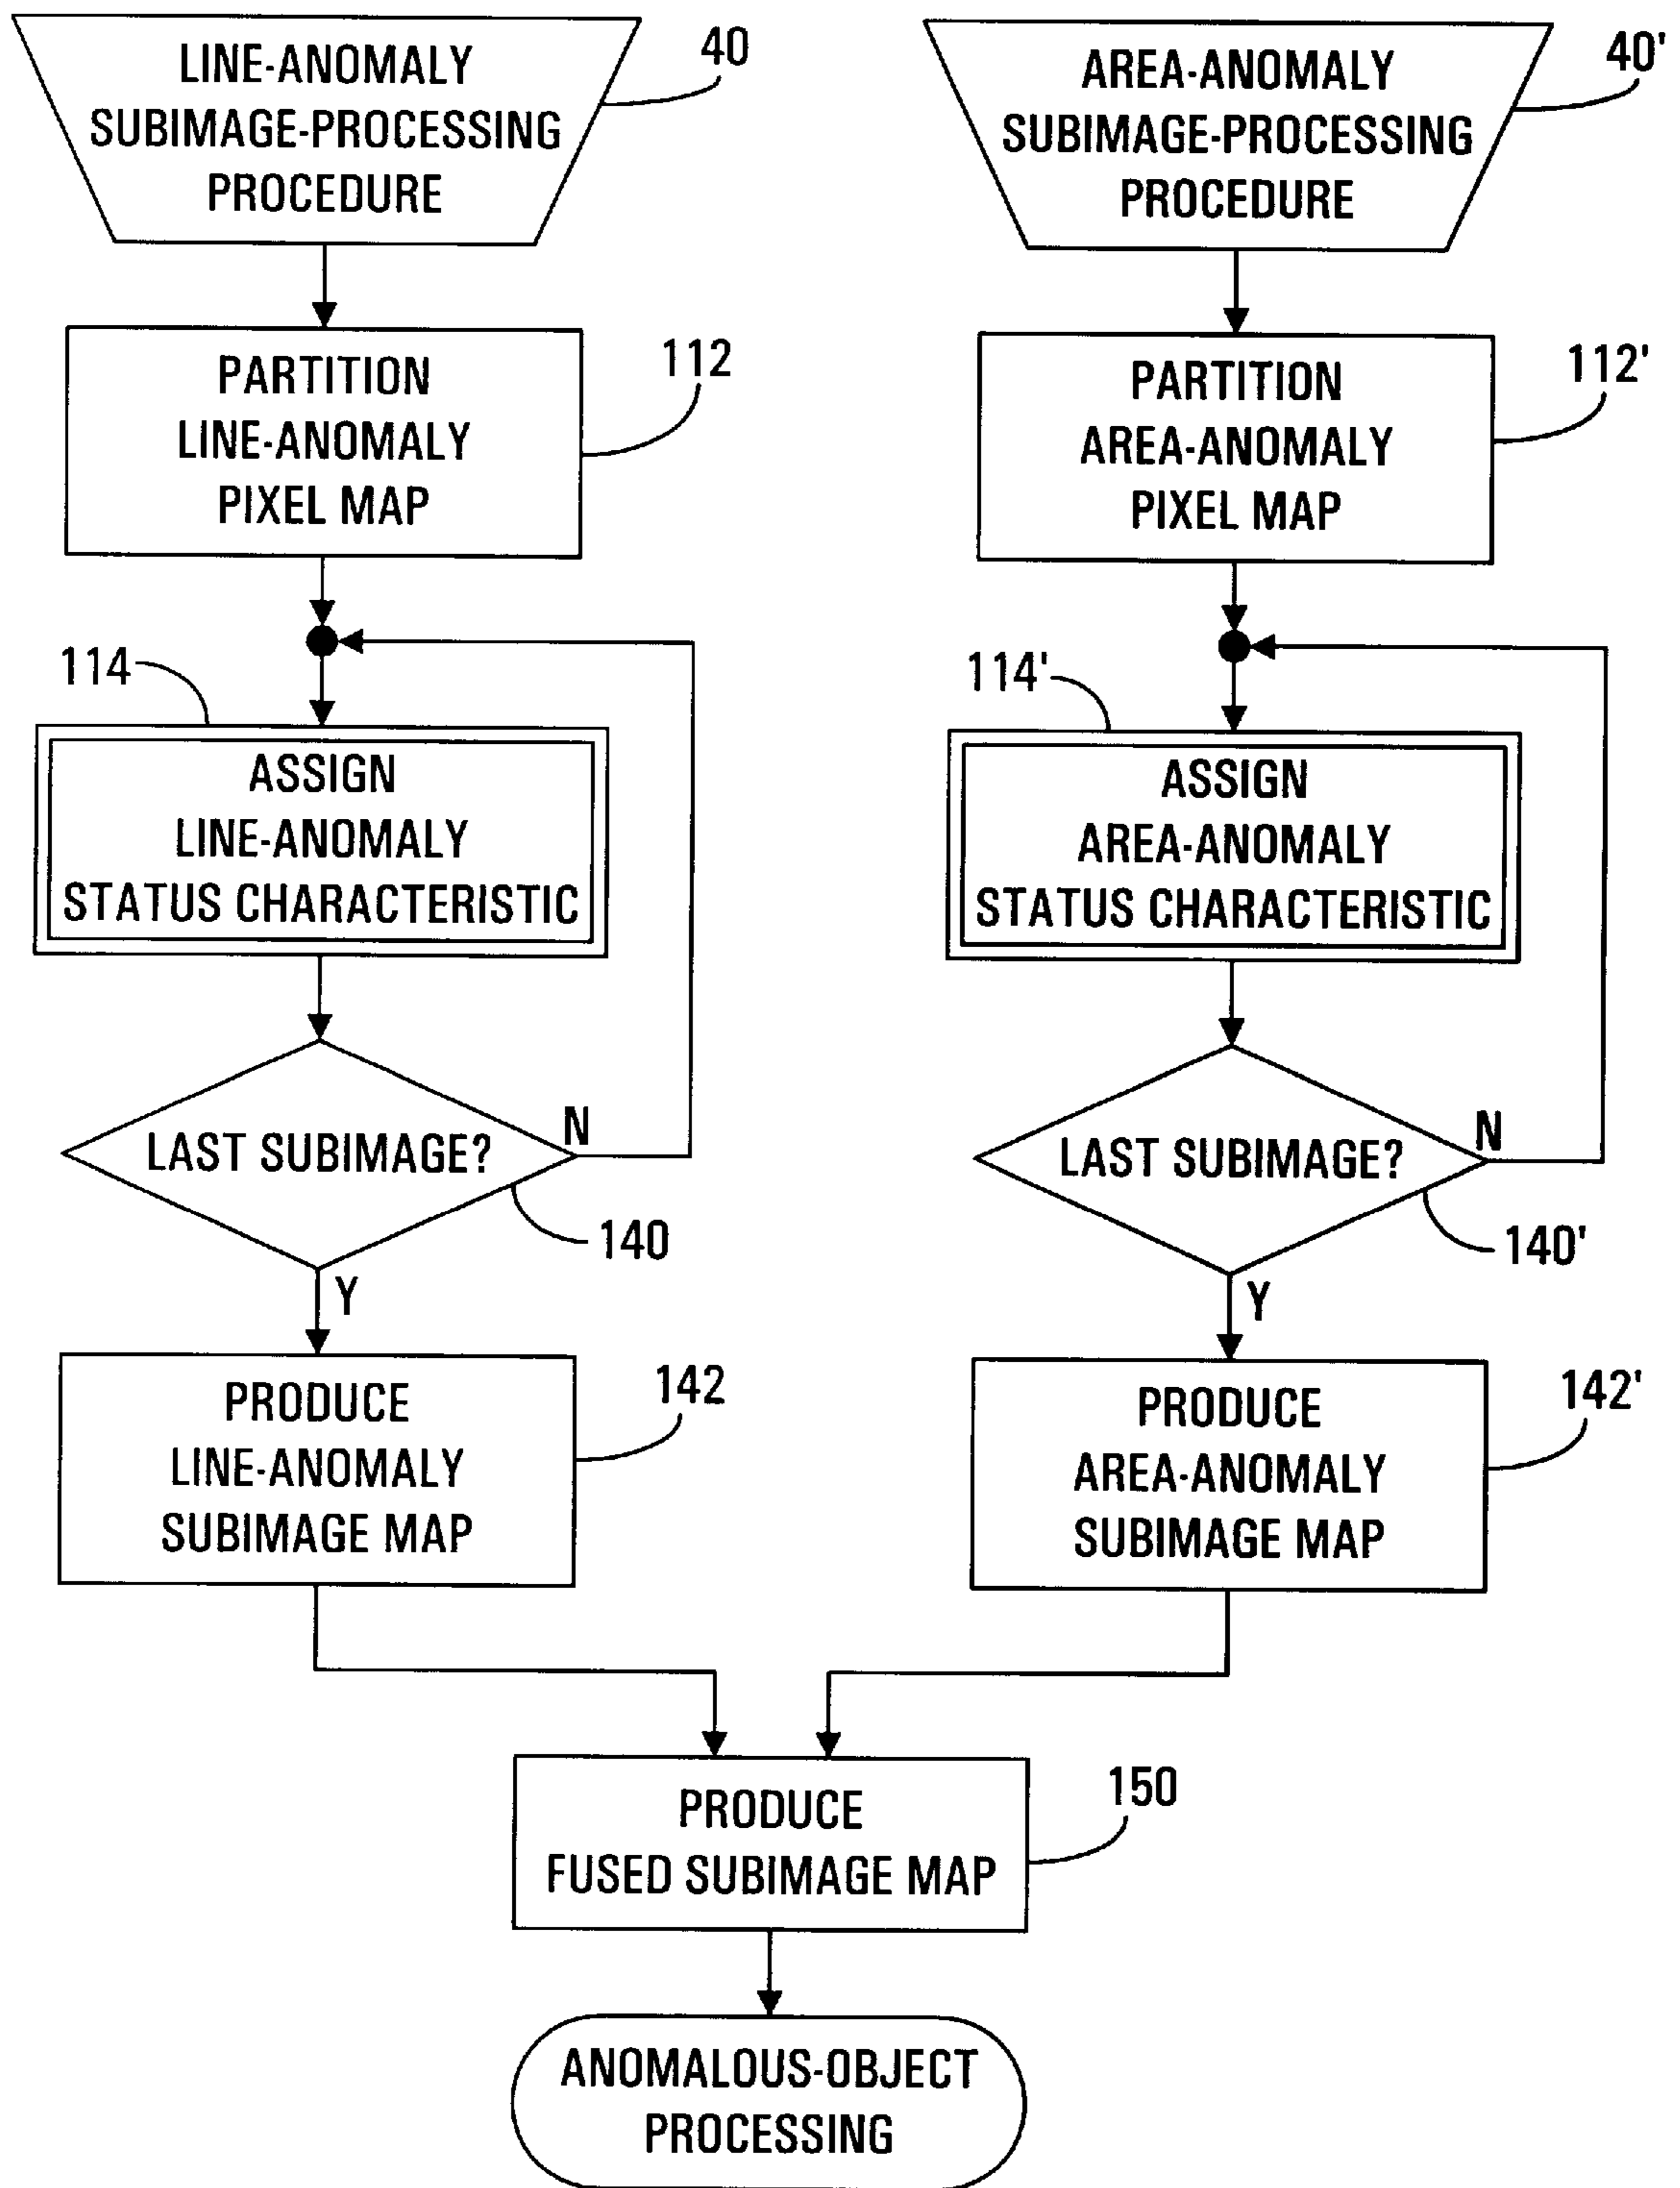 LINE-ANOMALY
SUBIMAGE-PROCESSING
PROCEDURE
40
PARTITION
LINE-ANOMALY
PIXEL MAP
112
114
ASSIGN
LINE-ANOMALY
STATUS CHARACTERISTIC
LAST SUBIMAGE?
N
140
Y
PRODUCE
LINE-ANOMALY
SUBIMAGE MAP
142
AREA-ANOMALY
SUBIMAGE-PROCESSING
PROCEDURE
40'
PARTITION
AREA-ANOMALY
PIXEL MAP
112'
114'
ASSIGN
AREA-ANOMALY
STATUS CHARACTERISTIC
LAST SUBIMAGE?
N
140'
Y
PRODUCE
AREA-ANOMALY
SUBIMAGE MAP
142'
PRODUCE
FUSED SUBIMAGE MAP
150
ANOMALOUS-OBJECT
PROCESSING